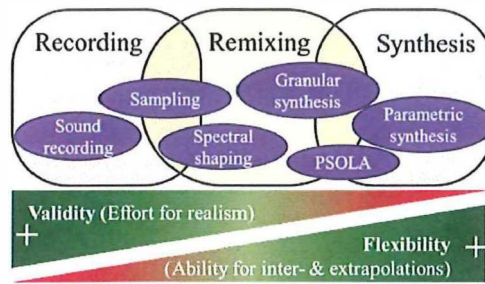 Recording
Remixing
Synthesis
Sampling
Granular
synthesis
Sound
recording
Spectral
shaping
Parametric
synthesis
PSOLA
Validity (Effort for realism)
+
Flexibility
+
(Ability for inter- & extrapolations)